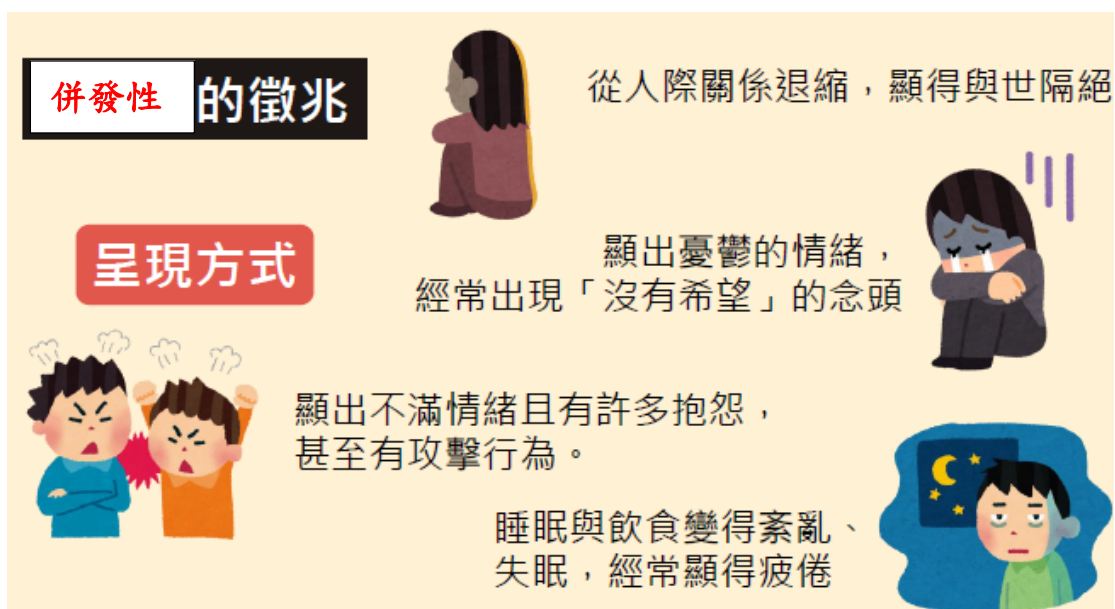 併發性的徵兆
從人際關係退縮，顯得與世隔絕
呈現方式
顯出憂鬱的情緒，
經常出現「沒有希望」的念頭
顯出不滿情緒且有許多抱怨，
甚至有攻擊行為。
睡眠與飲食變得紊亂、
失眠，經常顯得疲倦